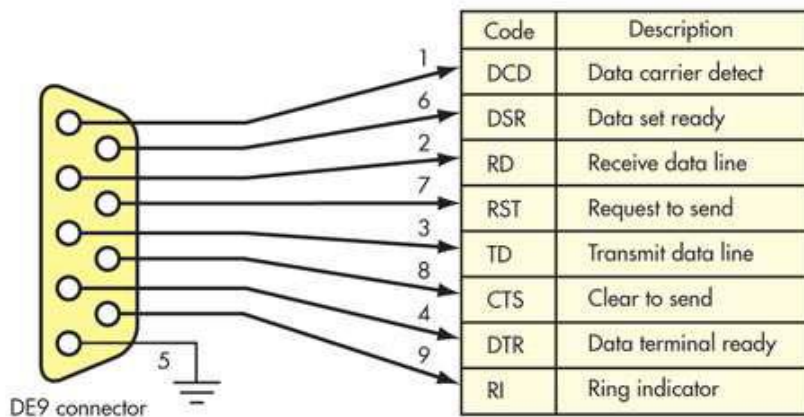 Code Description
1 DCD Data carrier detect
6 DSR Data set ready
2 RD Receive data line
7 RST Request to send
3 TD Transmit data line
8 CTS Clear to send
4 DTR Data terminal ready
9 RI Ring indicator
5
DE9 connector